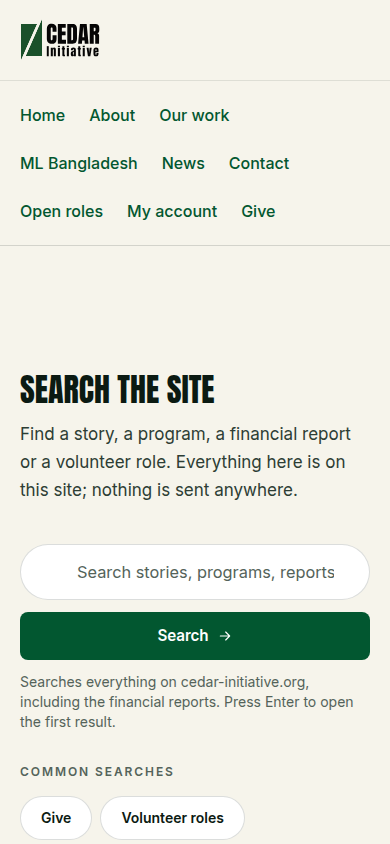 CEDAR
Initiative
Home About Our work
ML Bangladesh News Contact
Open roles My account Give
SEARCH THE SITE
Find a story, a program, a financial report
or a volunteer role. Everything here is on
this site; nothing is sent anywhere.
Search stories, programs, reports
Search →
Searches everything on cedar-initiative.org,
including the financial reports. Press Enter to open
the first result.
COMMON SEARCHES
Give Volunteer roles